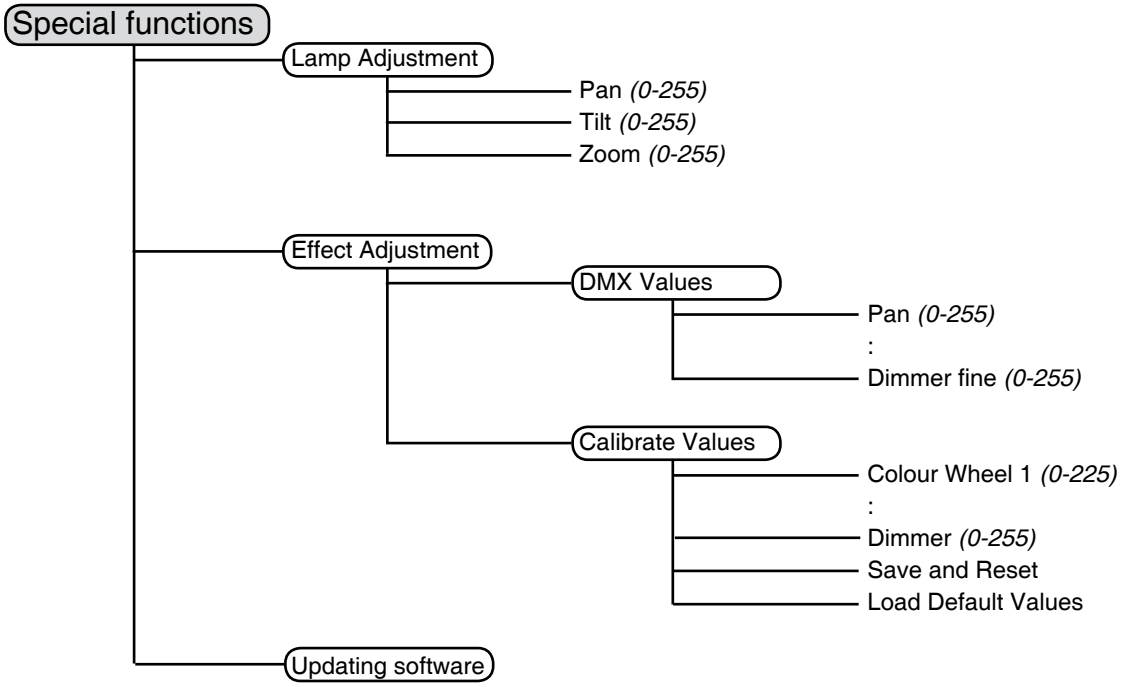 Special functions
Lamp Adjustment
Pan (0-255)
Tilt (0-255)
Zoom (0-255)
Effect Adjustment
DMX Values
Pan (0-255)
:
Dimmer fine (0-255)
Calibrate Values
Colour Wheel 1 (0-225)
:
Dimmer (0-255)
Save and Reset
Load Default Values
Updating software